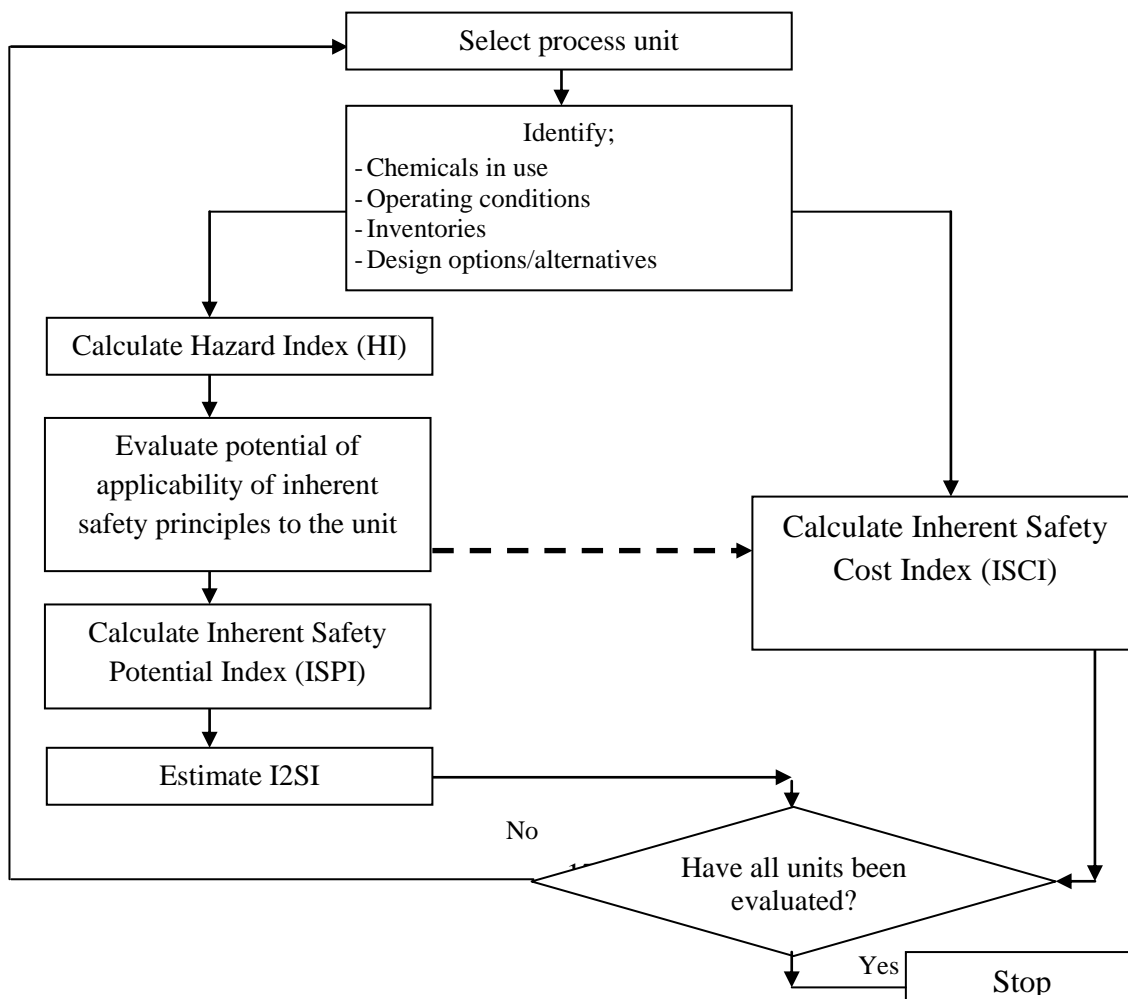 Select process unit
Identify;
- Chemicals in use
- Operating conditions
- Inventories
- Design options/alternatives
Calculate Hazard Index (HI)
Evaluate potential of
applicability of inherent
safety principles to the unit
Calculate Inherent Safety
Cost Index (ISCI)
Calculate Inherent Safety
Potential Index (ISPI)
Estimate I2SI
No
Have all units been
evaluated?
Yes
Stop